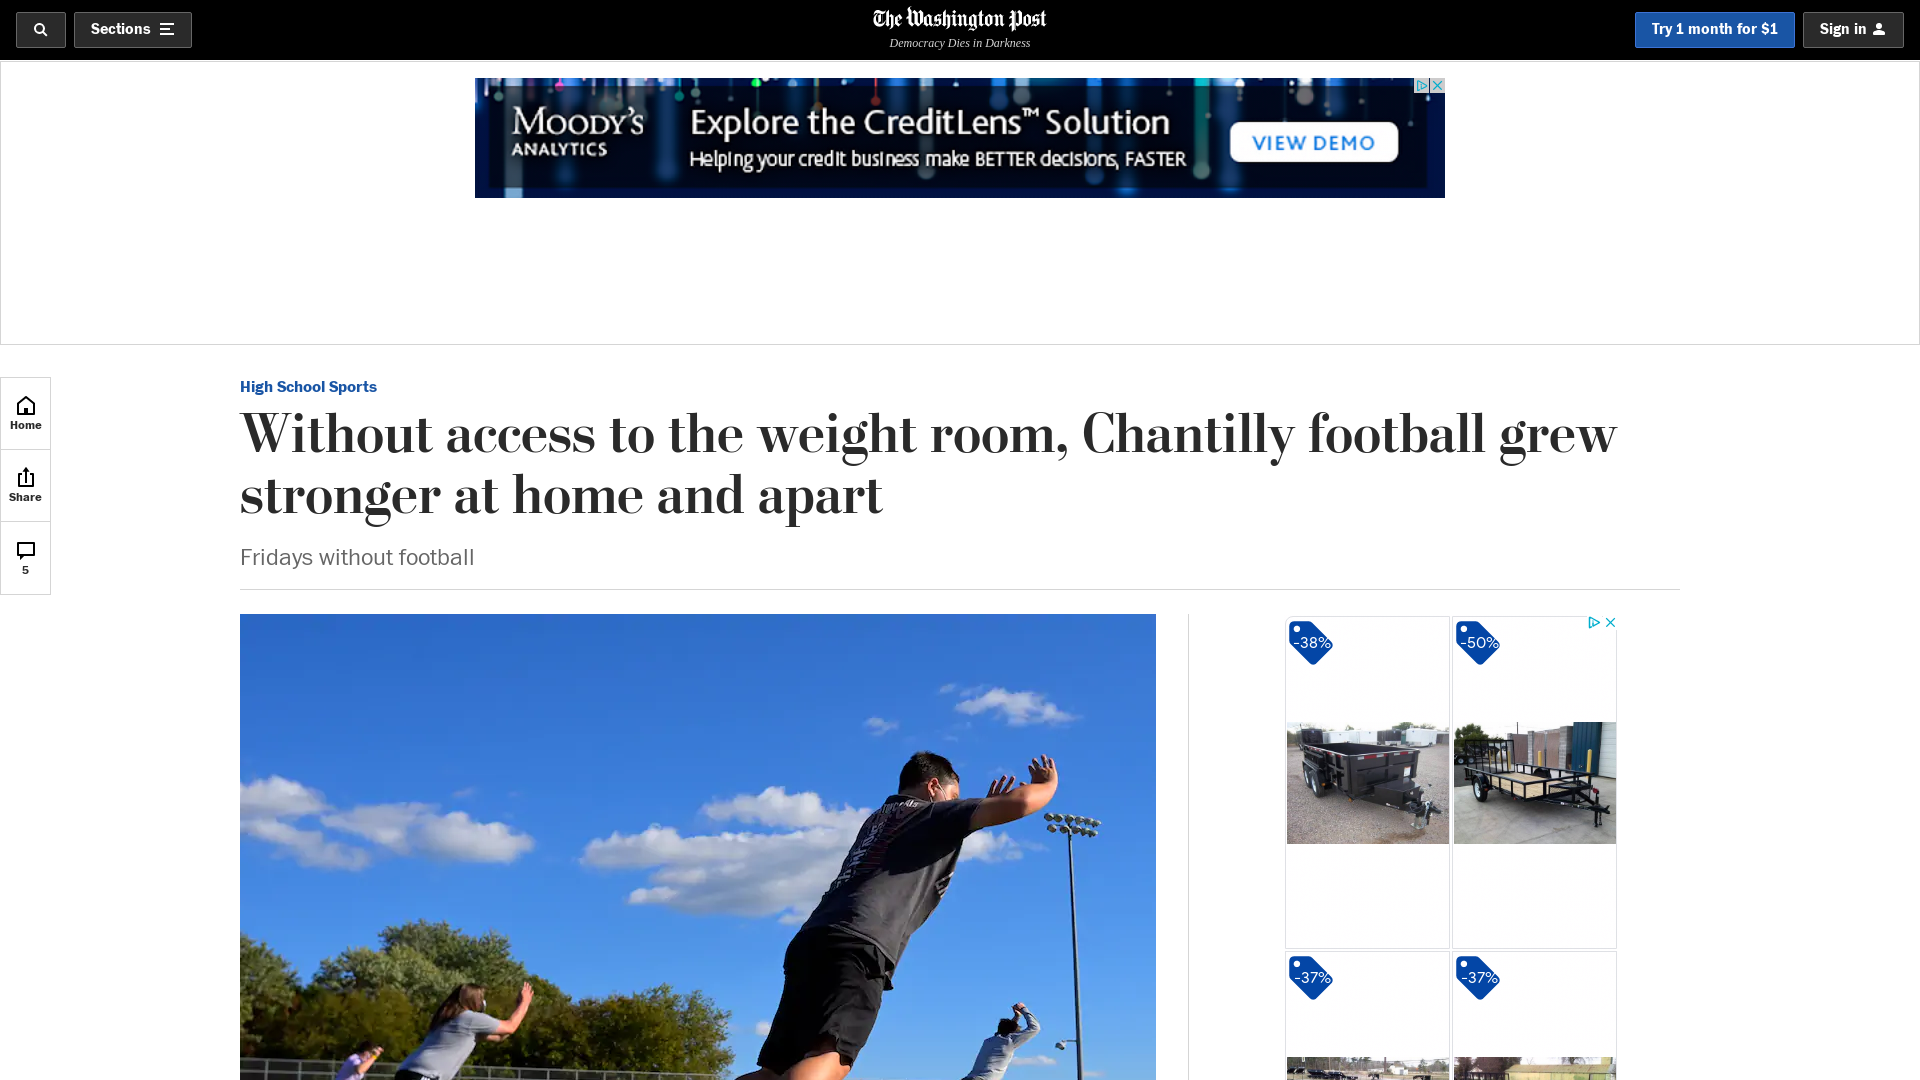 Sections
The Washington Post
Democracy Dies in Darkness
Try 1 month for $1
Sign in
MOODY'S
ANALYTICS
Explore the CreditLens™ Solution
Helping your credit business make BETTER decisions, FASTER
VIEW DEMO
Home
Share
5
High School Sports
Without access to the weight room, Chantilly football grew
stronger at home and apart
Fridays without football
-38%
-50%
-37%
-37%